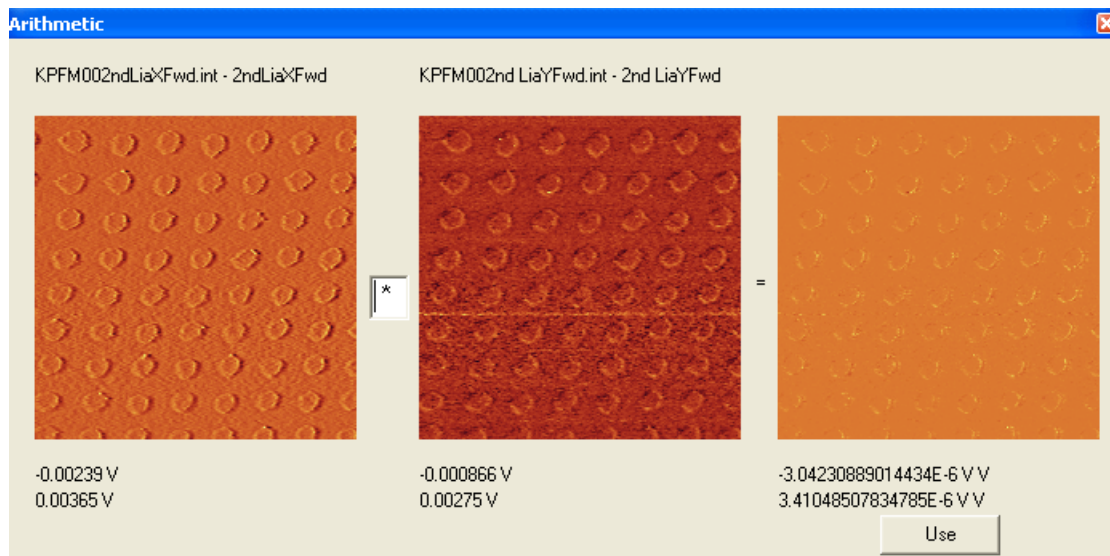 Arithmetic
KPFM002ndLiaXFwd.int - 2ndLiaXFwd
KPFM002nd LiaYFwd.int - 2nd LiaYFwd
*
=
-0.00239 V
0.00365 V
-0.000866 V
0.00275 V
-3.04230889014434E-6 V V
3.41048507834785E-6 V V
Use